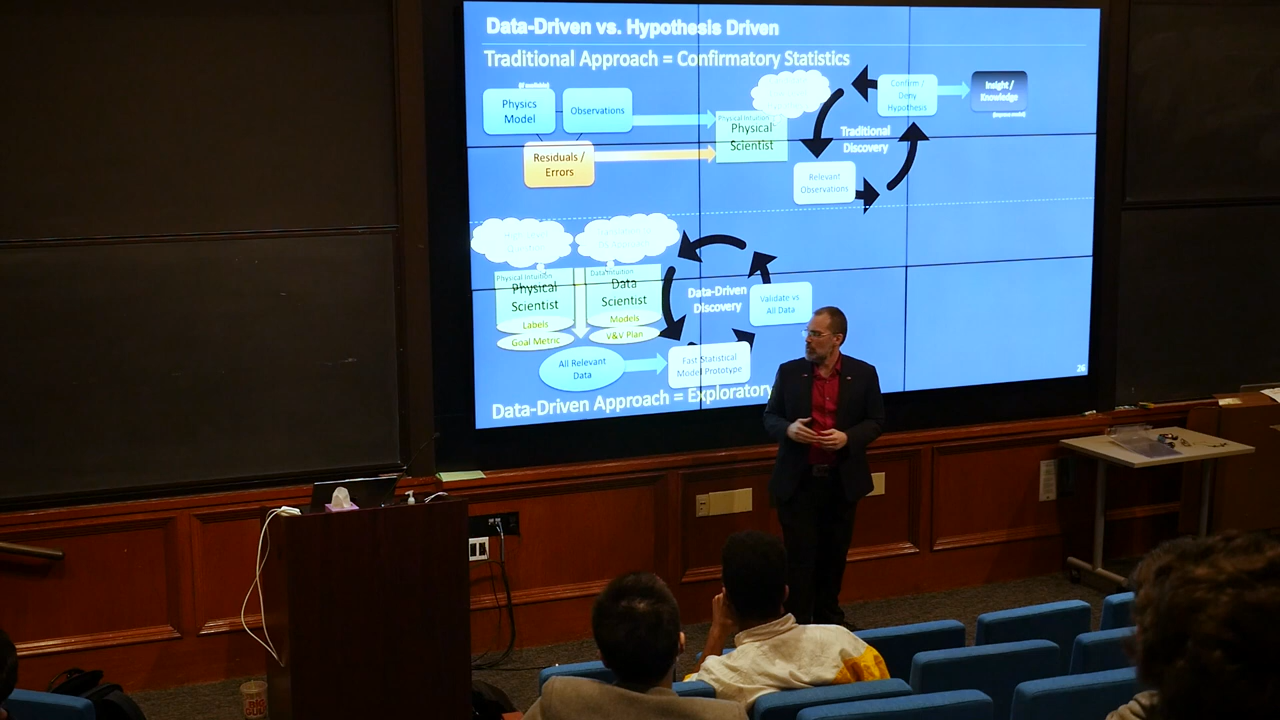 Data-Driven vs. Hypothesis Driven
Traditional Approach = Confirmatory Statistics
Physics
Model
Observations
Residuals /
Errors
Physical Intuition
Physical
Scientist
Confirm /
Deny
Hypothesis
Insight /
Knowledge
Traditional
Discovery
Relevant
Observations
Physical Intuition
Physical
Scientist
Labels
Goal Metric
Data Intuition
Data
Scientist
Models
V&V Plan
Data-Driven
Discovery
Validate vs
All Data
All Relevant
Data
Fast Statistical
Model Prototype
Data-Driven Approach = Exploratory
26